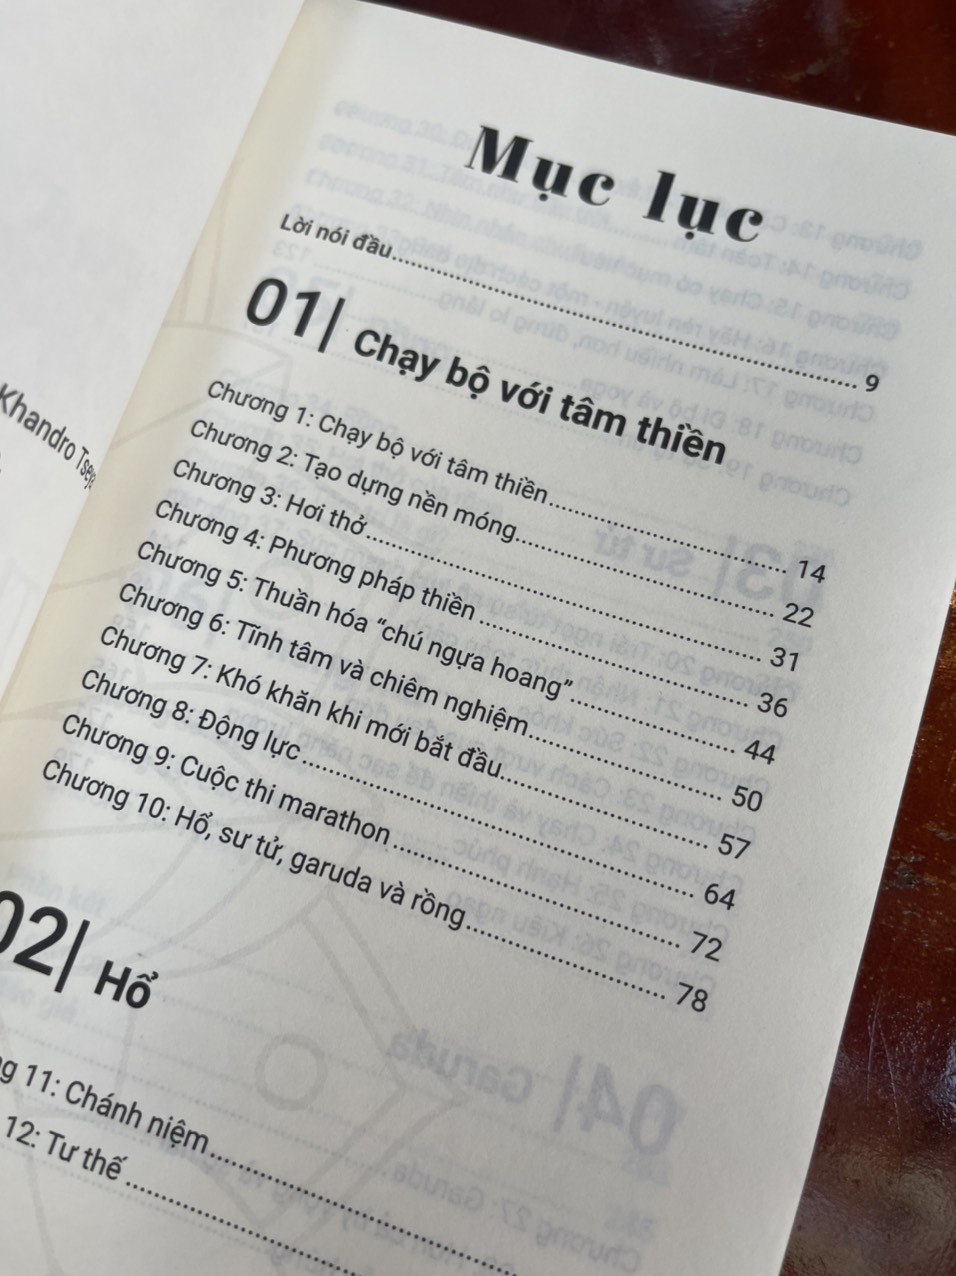 Khandro
Mục lục
Lời nói đầu........ 9
01| Chạy bộ với tâm thiền
Chương 1: Chạy bộ với tâm thiền........ 14
Chương 2: Tạo dựng nền móng........ 22
Chương 3: Hơi thở........ 31
Chương 4: Phương pháp thiền........ 36
Chương 5: Thuần hóa “chú ngựa hoang”........ 44
Chương 6: Tĩnh tâm và chiêm nghiệm........ 50
Chương 7: Khó khăn khi mới bắt đầu........ 57
Chương 8: Động lực........ 64
Chương 9: Cuộc thi marathon........ 72
Chương 10: Hổ, sư tử, garuda và rồng........ 78
02| Hổ
ng 11: Chánh niệm........
12: Tư thế........